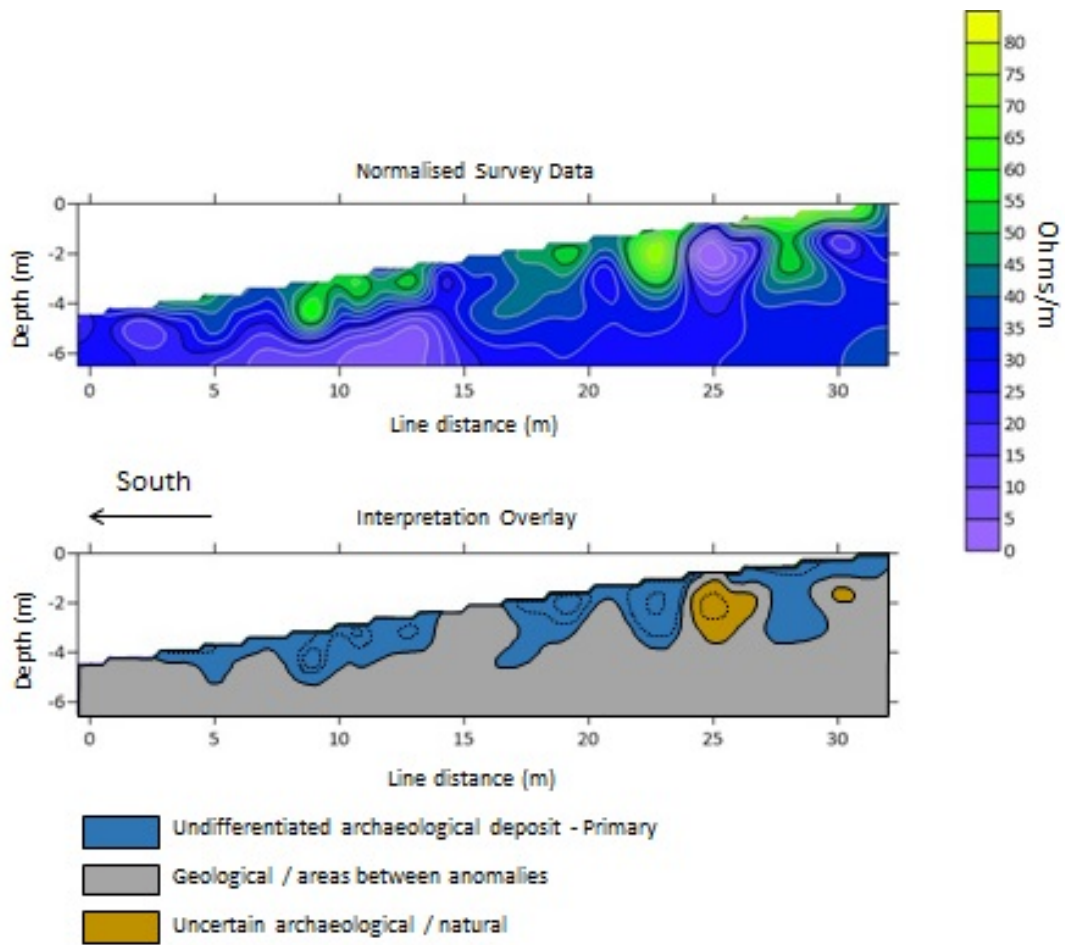 Normalised Survey Data
0
-2
-4
-6
Depth (m)
0 5 10 15 20 25 30
Line distance (m)
80
75
70
65
60
55
50
45
40
35
30
25
20
15
10
5
0
Ohms/m
South
Interpretation Overlay
0
-2
-4
-6
Depth (m)
0 5 10 15 20 25 30
Line distance (m)
Undifferentiated archaeological deposit - Primary
Geological / areas between anomalies
Uncertain archaeological / natural